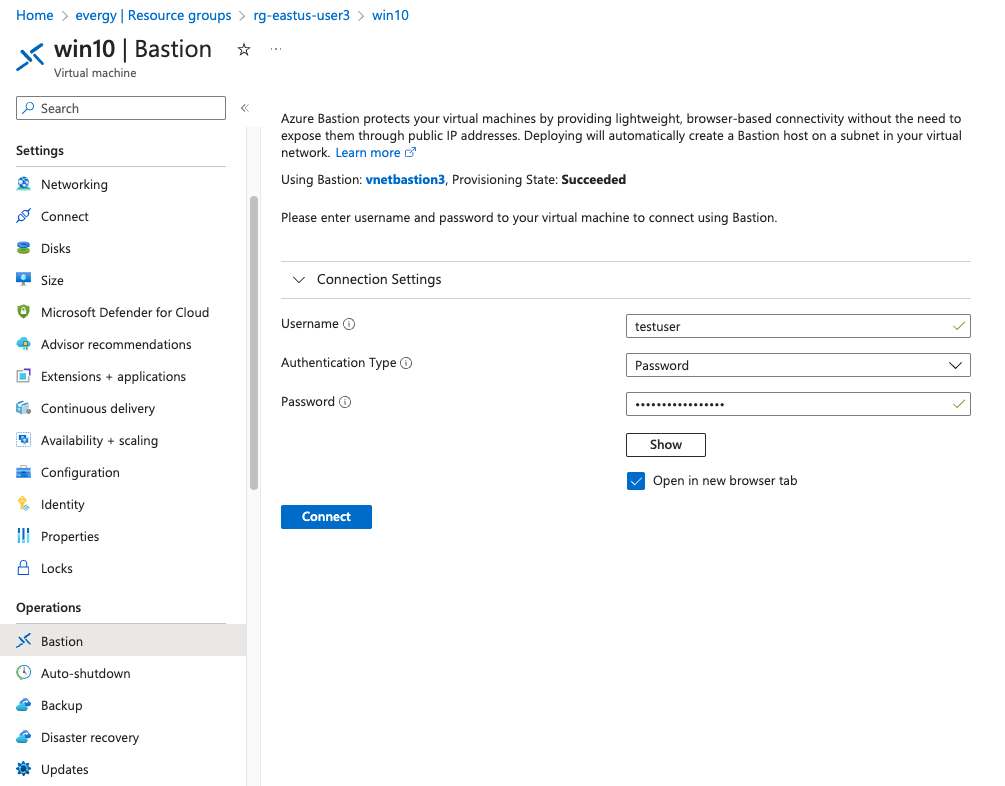 Home > evergy | Resource groups > rg-eastus-user3 > win10
win10 | Bastion
Virtual machine
Search
Settings
Networking
Connect
Disks
Size
Microsoft Defender for Cloud
Advisor recommendations
Extensions + applications
Continuous delivery
Availability + scaling
Configuration
Identity
Properties
Locks
Operations
Bastion
Auto-shutdown
Backup
Disaster recovery
Updates
Azure Bastion protects your virtual machines by providing lightweight, browser-based connectivity without the need to
expose them through public IP addresses. Deploying will automatically create a Bastion host on a subnet in your virtual
network. Learn more
Using Bastion: vnetbastion3, Provisioning State: Succeeded
Please enter username and password to your virtual machine to connect using Bastion.
Connection Settings
Username
testuser
Authentication Type
Password
Password
•••••••••••••••••
Show
Open in new browser tab
Connect